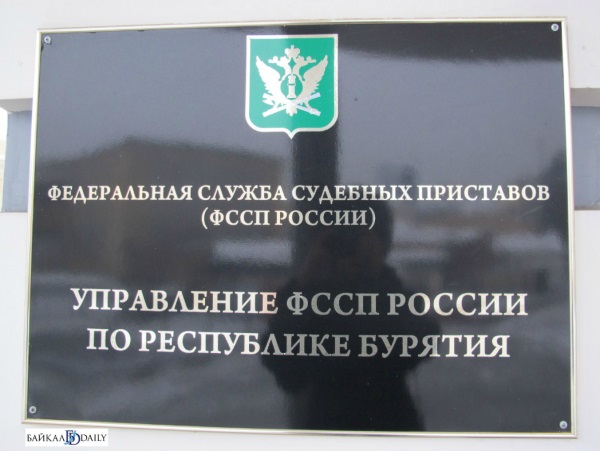 ФЕДЕРАЛЬНАЯ СЛУЖБА СУДЕБНЫХ ПРИСТАВОВ
(ФССП РОССИИ)
УПРАВЛЕНИЕ ФССП РОССИИ
ПО РЕСПУБЛИКЕ БУРЯТИЯ
БАЙКАЛ DAILY